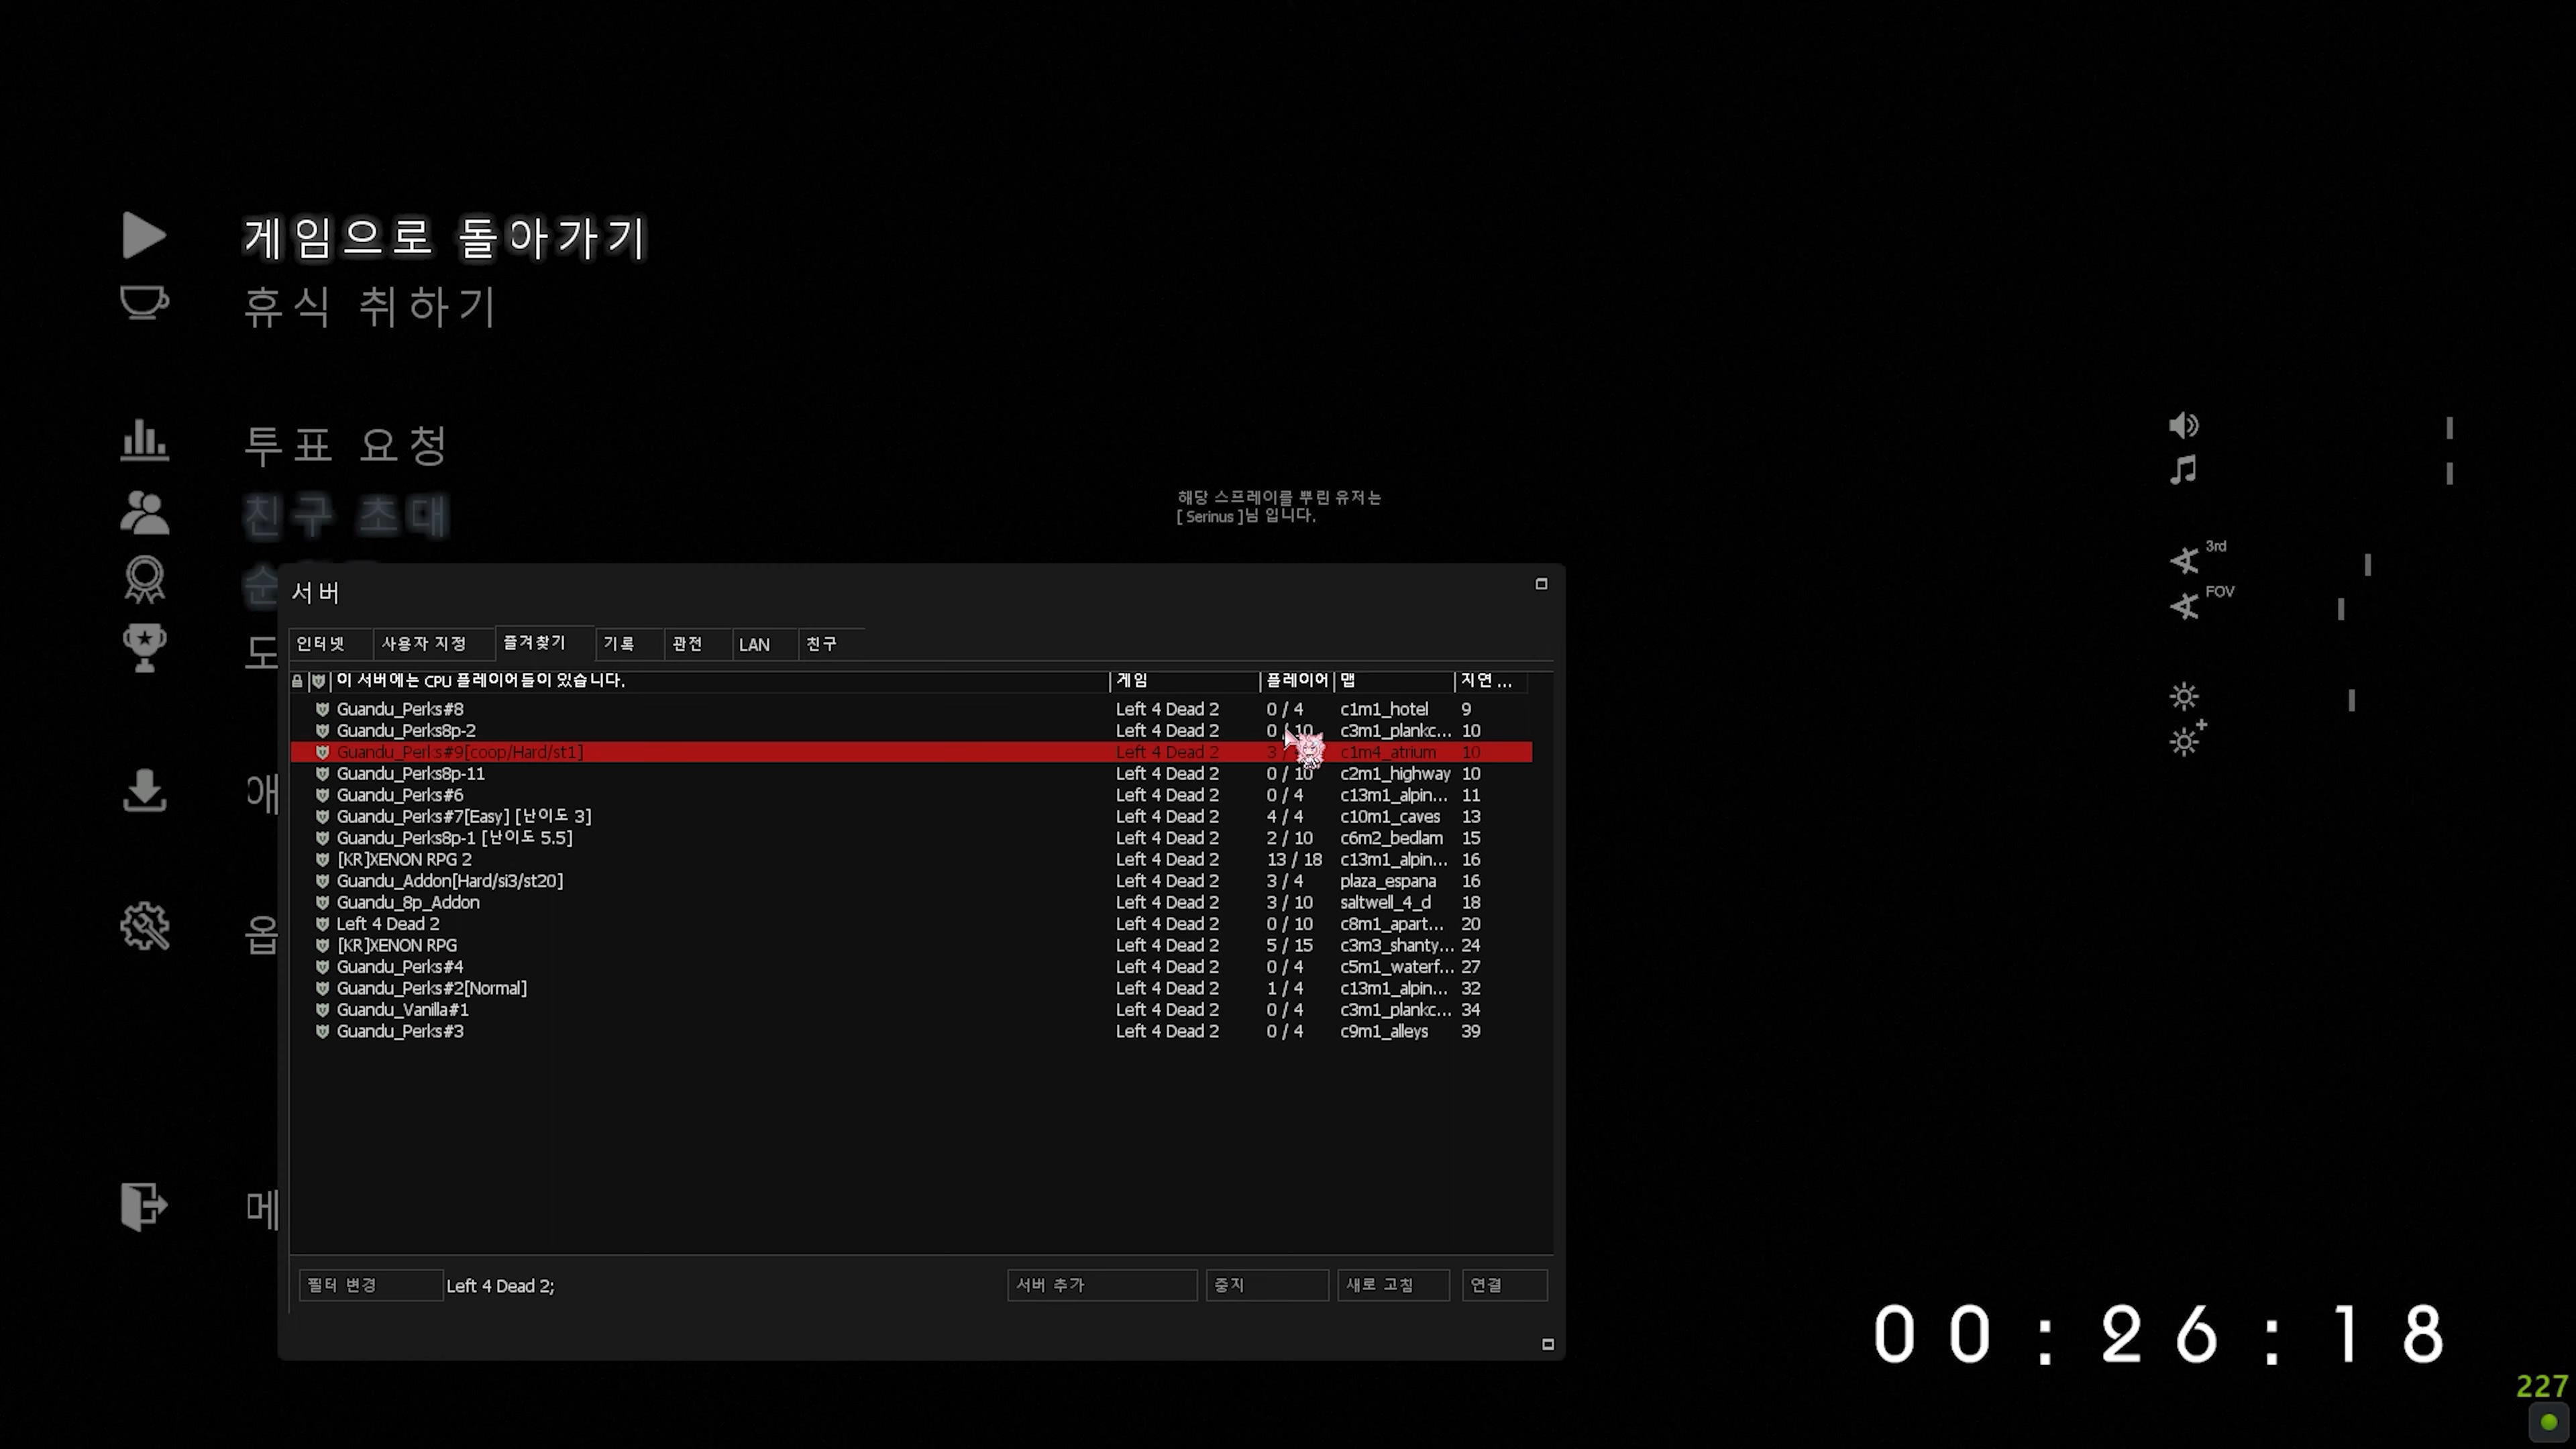 게임으로 돌아가기
휴식 취하기
투표 요청
친구 초대
순
도
애
옵
메
해당 스프레이를 뿌린 유저는
[ Serinus ]님 입니다.
3rd
FOV
서버
인터넷 사용자 지정 즐겨찾기 기록 관전 LAN 친구
이 서버에는 CPU 플레이어들이 있습니다. 게임 플레이어 맵 지연 ...
Guandu_Perks#8 Left 4 Dead 2 0 / 4 c1m1_hotel 9
Guandu_Perks8p-2 Left 4 Dead 2 0 / 10 c3m1_plankc... 10
Guandu_Perks#9[coop/Hard/st1] Left 4 Dead 2 3 c1m4_atrium 10
Guandu_Perks8p-11 Left 4 Dead 2 0 / 10 c2m1_highway 10
Guandu_Perks#6 Left 4 Dead 2 0 / 4 c13m1_alpin... 11
Guandu_Perks#7[Easy] [난이도 3] Left 4 Dead 2 4 / 4 c10m1_caves 13
Guandu_Perks8p-1 [난이도 5.5] Left 4 Dead 2 2 / 10 c6m2_bedlam 15
[KR]XENON RPG 2 Left 4 Dead 2 13 / 18 c13m1_alpin... 16
Guandu_Addon[Hard/si3/st20] Left 4 Dead 2 3 / 4 plaza_espana 16
Guandu_8p_Addon Left 4 Dead 2 3 / 10 saltwell_4_d 18
Left 4 Dead 2 Left 4 Dead 2 0 / 10 c8m1_apart... 20
[KR]XENON RPG Left 4 Dead 2 5 / 15 c3m3_shanty... 24
Guandu_Perks#4 Left 4 Dead 2 0 / 4 c5m1_waterf... 27
Guandu_Perks#2[Normal] Left 4 Dead 2 1 / 4 c13m1_alpin... 32
Guandu_Vanilla#1 Left 4 Dead 2 0 / 4 c3m1_plankc... 34
Guandu_Perks#3 Left 4 Dead 2 0 / 4 c9m1_alleys 39
필터 변경 Left 4 Dead 2; 서버 추가 중지 새로 고침 연결
00:26:18
227